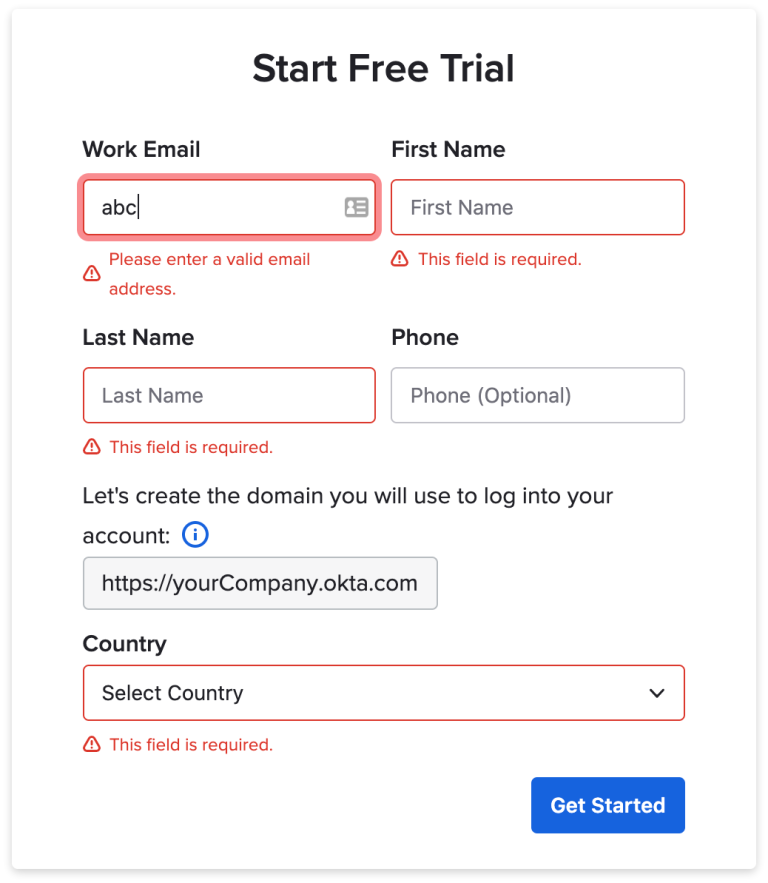 Start Free Trial
Work Email
First Name
abc
First Name
Please enter a valid email
address.
This field is required.
Last Name
Phone
Last Name
Phone (Optional)
This field is required.
Let's create the domain you will use to log into your
account:
https://yourCompany.okta.com
Country
Select Country
This field is required.
Get Started